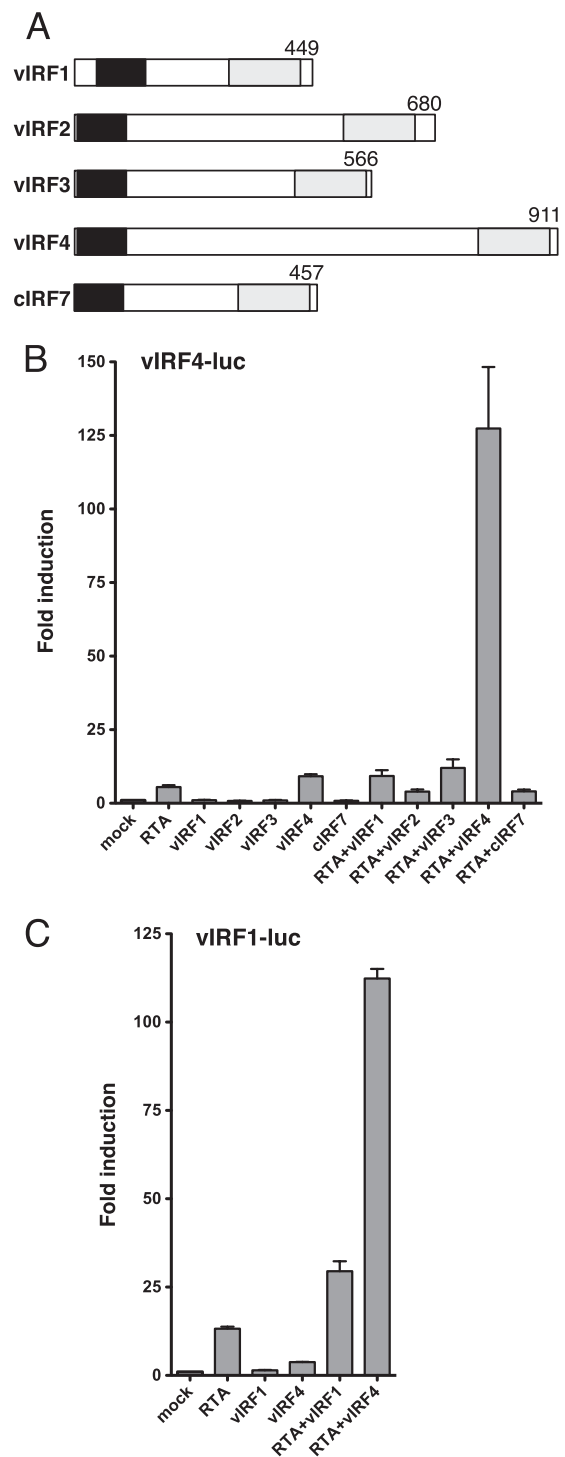 A
449
vIRF1
680
vIRF2
566
vIRF3
911
vIRF4
457
cIRF7
B
vIRF4-luc
150
125
100
75
50
25
0
Fold induction
mock
RTA
vIRF1
vIRF2
vIRF3
vIRF4
cIRF7
RTA+vIRF1
RTA+vIRF2
RTA+vIRF3
RTA+vIRF4
RTA+cIRF7
C
vIRF1-luc
125
100
75
50
25
0
Fold induction
mock
RTA
vIRF1
vIRF4
RTA+vIRF1
RTA+vIRF4